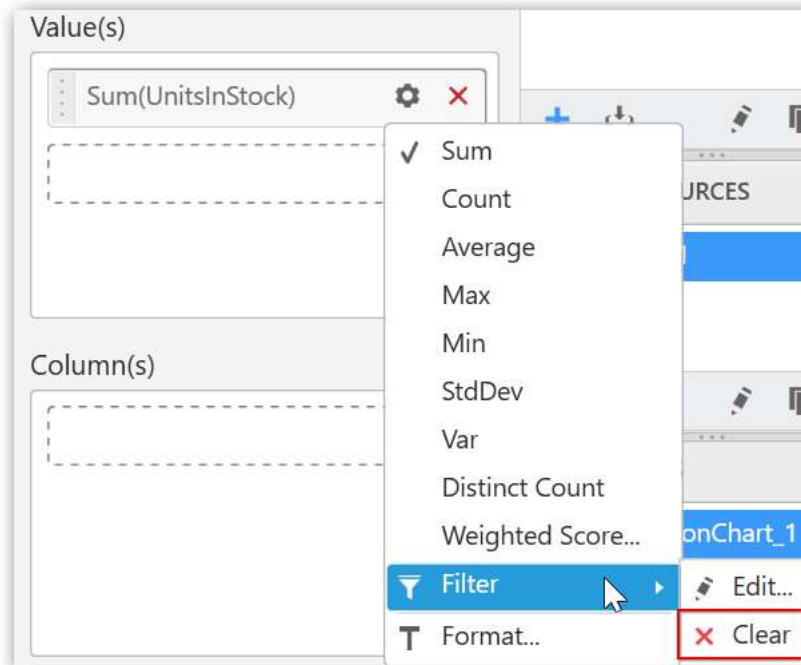 Value(s)
Sum(UnitsInStock)
Sum
Count
URCES
Average
Max
Min
Column(s)
StdDev
Var
Distinct Count
Weighted Score...
onChart_1
Filter
Edit...
Format...
Clear